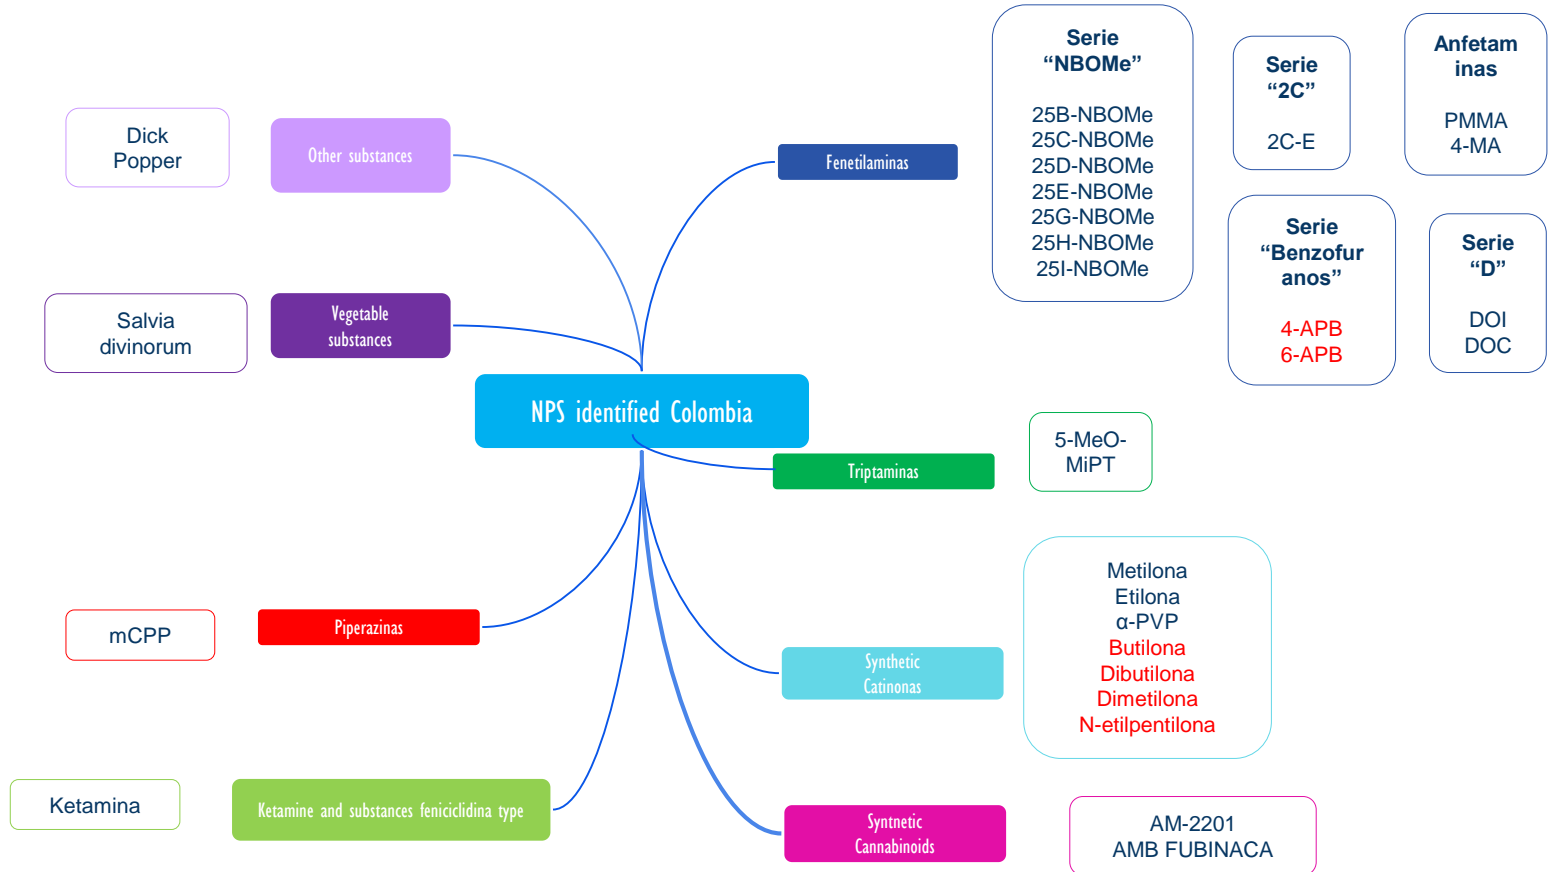 Serie
“NBOMe”
25B-NBOMe
25C-NBOMe
25D-NBOMe
25E-NBOMe
25G-NBOMe
25H-NBOMe
25I-NBOMe
Serie
“2C”
2C-E
Anfetam
inas
PMMA
4-MA
Dick
Popper
Other substances
Fenetilaminas
Serie
“Benzofur
anos”
4-APB
6-APB
Serie
“D”
DOI
DOC
Salvia
divinorum
Vegetable
substances
NPS identified Colombia
Triptaminas
5-MeO-
MiPT
mCPP
Piperazinas
Synthetic
Catinonas
Metilona
Etilona
α-PVP
Butilona
Dibutilona
Dimetilona
N-etilpentilona
Ketamina
Ketamine and substances feniciclidina type
Syntnetic
Cannabinoids
AM-2201
AMB FUBINACA